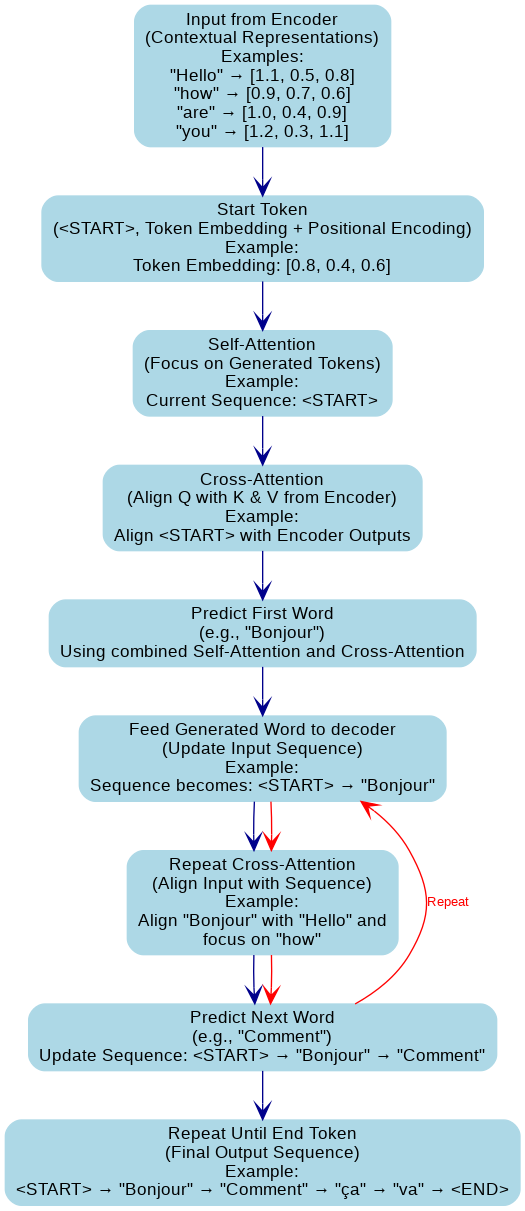 Input from Encoder
(Contextual Representations)
Examples:
"Hello" → [1.1, 0.5, 0.8]
"how" → [0.9, 0.7, 0.6]
"are" → [1.0, 0.4, 0.9]
"you" → [1.2, 0.3, 1.1]
Start Token
(<START>, Token Embedding + Positional Encoding)
Example:
Token Embedding: [0.8, 0.4, 0.6]
Self-Attention
(Focus on Generated Tokens)
Example:
Current Sequence: <START>
Cross-Attention
(Align Q with K & V from Encoder)
Example:
Align <START> with Encoder Outputs
Predict First Word
(e.g., "Bonjour")
Using combined Self-Attention and Cross-Attention
Feed Generated Word to decoder
(Update Input Sequence)
Example:
Sequence becomes: <START> → "Bonjour"
Repeat Cross-Attention
(Align Input with Sequence)
Example:
Align "Bonjour" with "Hello" and
focus on "how"
Repeat
Predict Next Word
(e.g., "Comment")
Update Sequence: <START> → "Bonjour" → "Comment"
Repeat Until End Token
(Final Output Sequence)
Example:
<START> → "Bonjour" → "Comment" → "ça" → "va" → <END>